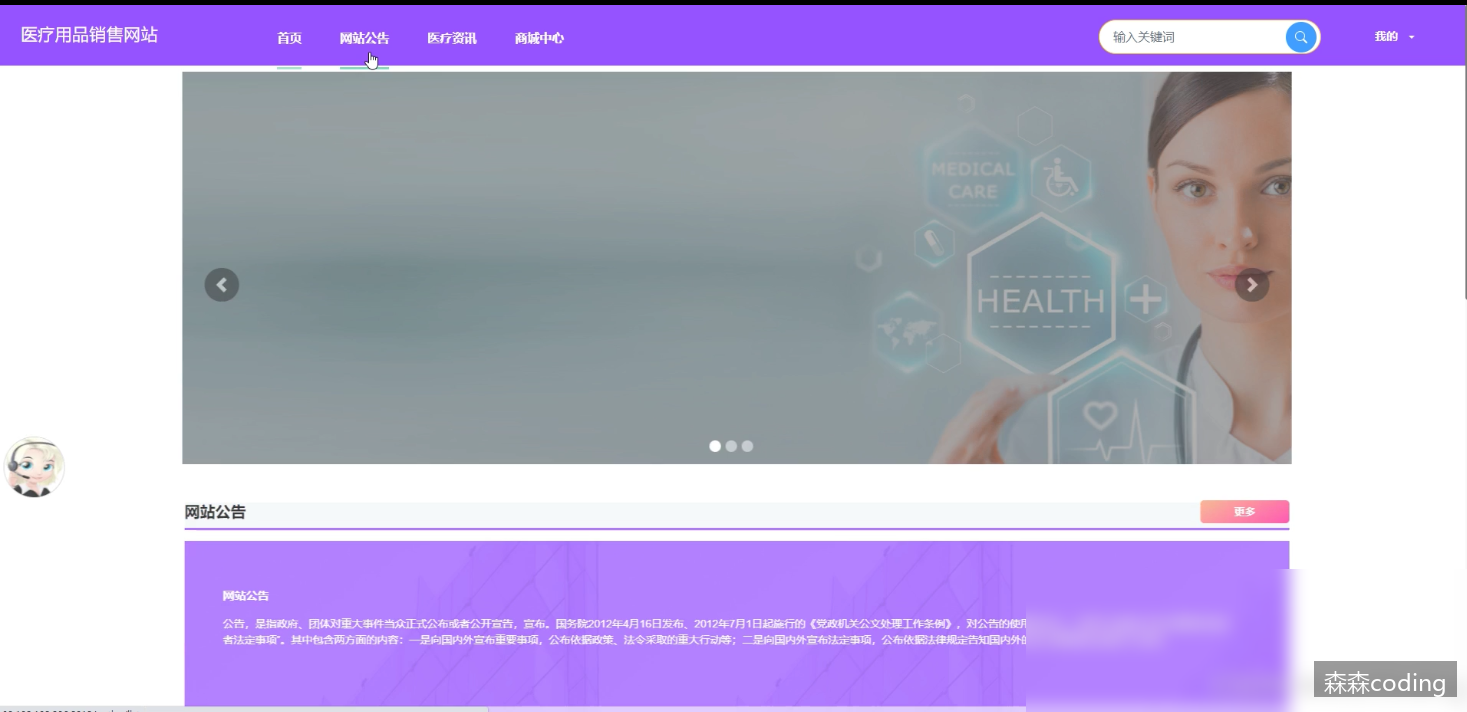 医疗用品销售网站
首页 网站公告 医疗资讯 商城中心
输入关键词
我的
MEDICAL
CARE
HEALTH
网站公告
更多
网站公告
公告，是指政府、团体对重大事件当众正式公布或者公开宣告，宣布。国务院2012年4月16日发布、2012年7月1日起施行的《党政机关公文处理工作条例》，对公告的使用
者法定事项"。其中包含两方面的内容：一是向国内外宣布重要事项，公布依据政策、法令采取的重大行动等；二是向国内外宣布法定事项，公布依据法律规定告知国内外的
森森coding